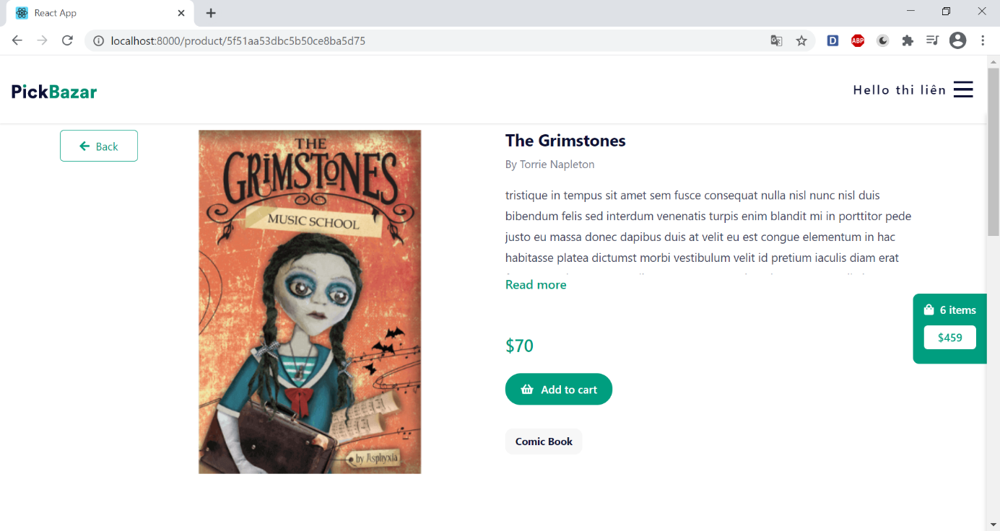 React App
localhost:8000/product/5f51aa53dbc5b50ce8ba5d75
D
ABP
PickBazar
Hello thi liên
Back
THE
GRIMSTONES
MUSIC SCHOOL
by Asphyxia
The Grimstones
By Torrie Napleton
tristique in tempus sit amet sem fusce consequat nulla nisl nunc nisl duis
bibendum felis sed interdum venenatis turpis enim blandit mi in porttitor pede
justo eu massa donec dapibus duis at velit eu est congue elementum in hac
habitasse platea dictumst morbi vestibulum velit id pretium iaculis diam erat
Read more
6 items
$459
$70
Add to cart
Comic Book